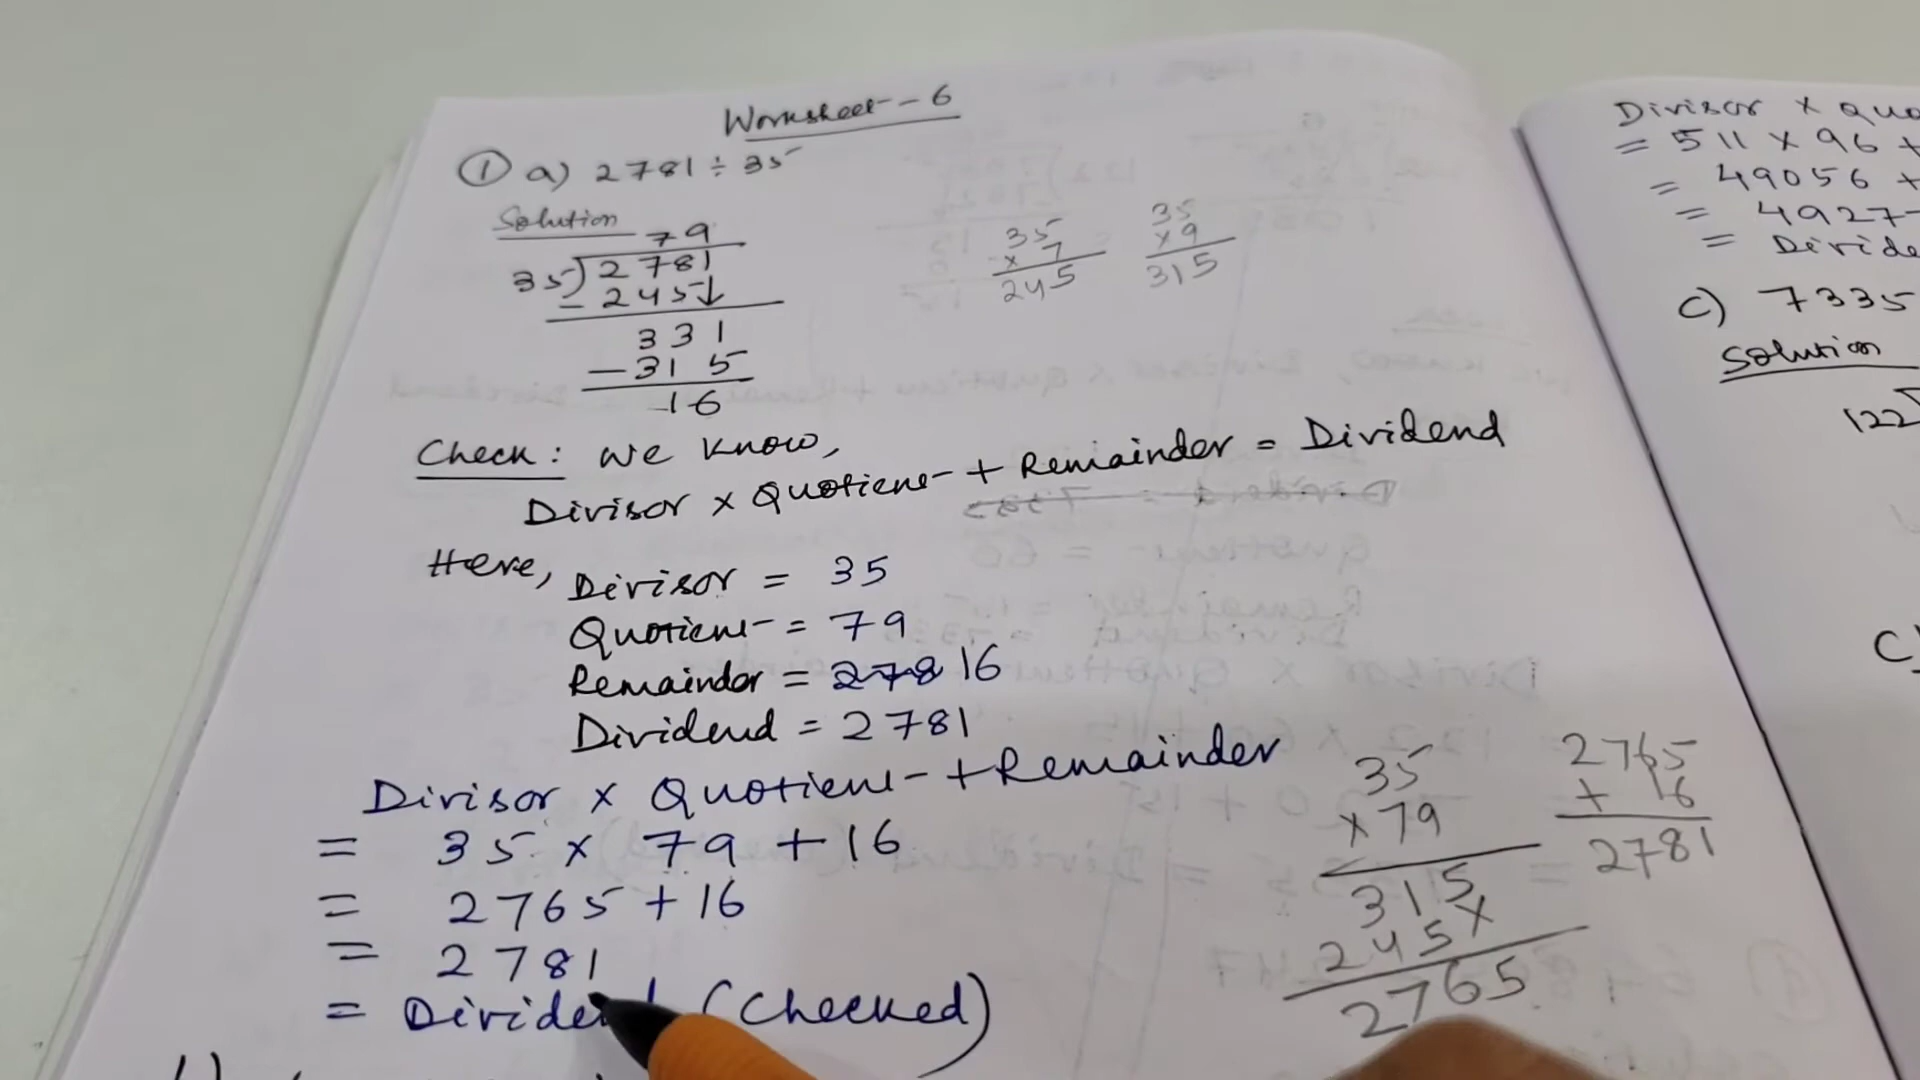 Worksheet - 6
① a) 2781 ÷ 35
Solution
79
35) 2781
- 245↓
331
- 315
16
35
× 7
245
35
× 9
315
Check: We know,
Divisor × Quotient + Remainder = Dividend
Here, Divisor = 35
Quotient = 79
Remainder = 278 16
Dividend = 2781
Divisor × Quotient + Remainder
= 35 × 79 + 16
= 2765 + 16
= 2781
= Dividend (Checked)
35
× 79
315
245×
2765
2765
+ 16
2781
Divisor × Quo
= 511 × 96 +
= 49056 +
= 4927
= Divide
c) 7335
Solution
122